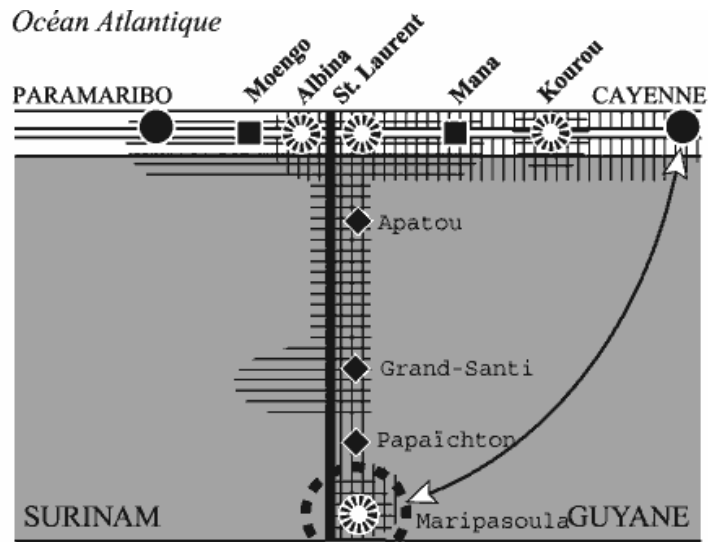 Océan Atlantique
Moengo
Albina
St. Laurent
Mana
Kourou
PARAMARIBO
CAYENNE
Apatou
Grand-Santi
Papaïchton
Maripasoula
SURINAM
GUYANE